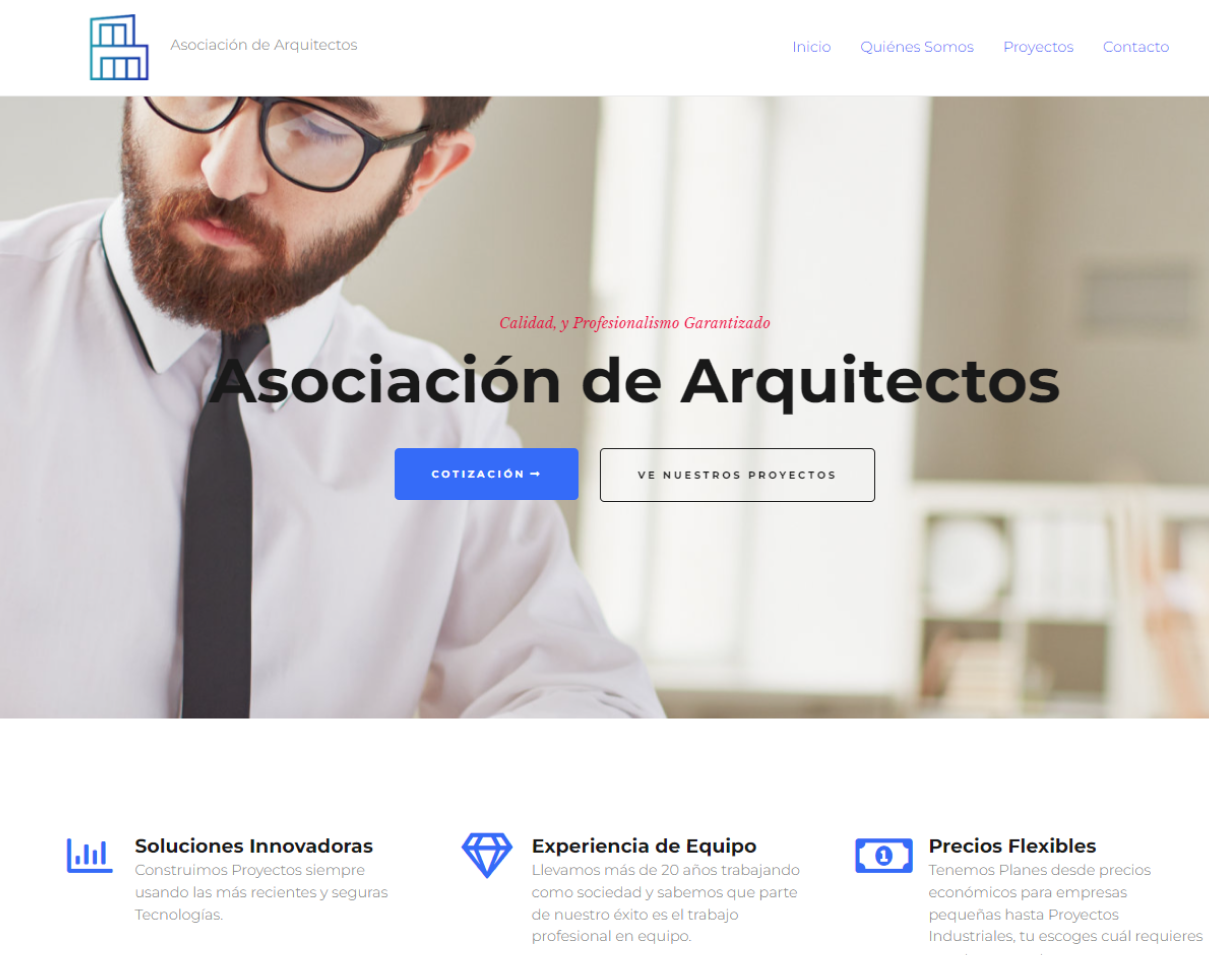 Asociación de Arquitectos
Inicio Quiénes Somos Proyectos Contacto
Calidad, y Profesionalismo Garantizado
Asociación de Arquitectos
COTIZACIÓN →
VE NUESTROS PROYECTOS
Soluciones Innovadoras
Construimos Proyectos siempre
usando las más recientes y seguras
Tecnologías.
Experiencia de Equipo
Llevamos más de 20 años trabajando
como sociedad y sabemos que parte
de nuestro éxito es el trabajo
profesional en equipo.
Precios Flexibles
Tenemos Planes desde precios
económicos para empresas
pequeñas hasta Proyectos
Industriales, tu escoges cuál requieres